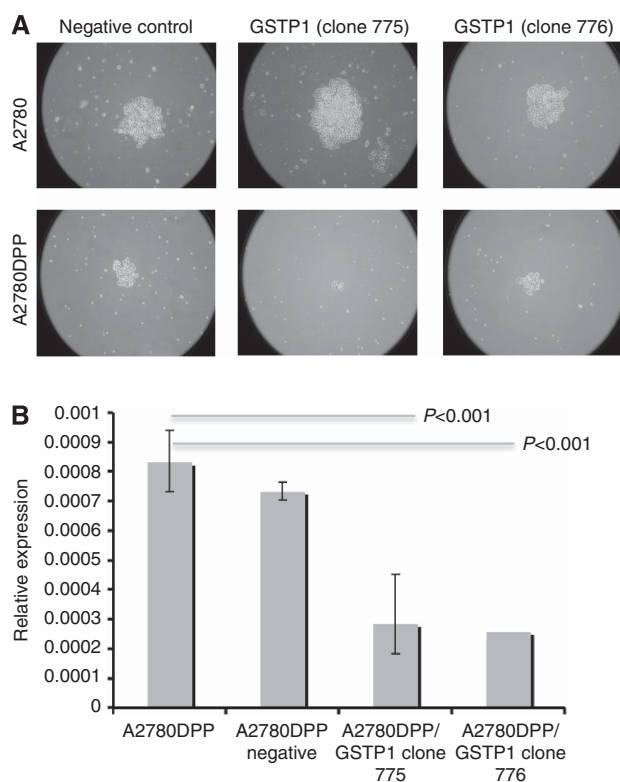 A
Negative control
GSTP1 (clone 775)
GSTP1 (clone 776)
A2780
A2780DPP
B
0.001
0.0009
0.0008
0.0007
0.0006
0.0005
0.0004
0.0003
0.0002
0.0001
0
Relative expression
P<0.001
P<0.001
A2780DPP
A2780DPP
negative
A2780DPP/
GSTP1 clone
775
A2780DPP/
GSTP1 clone
776